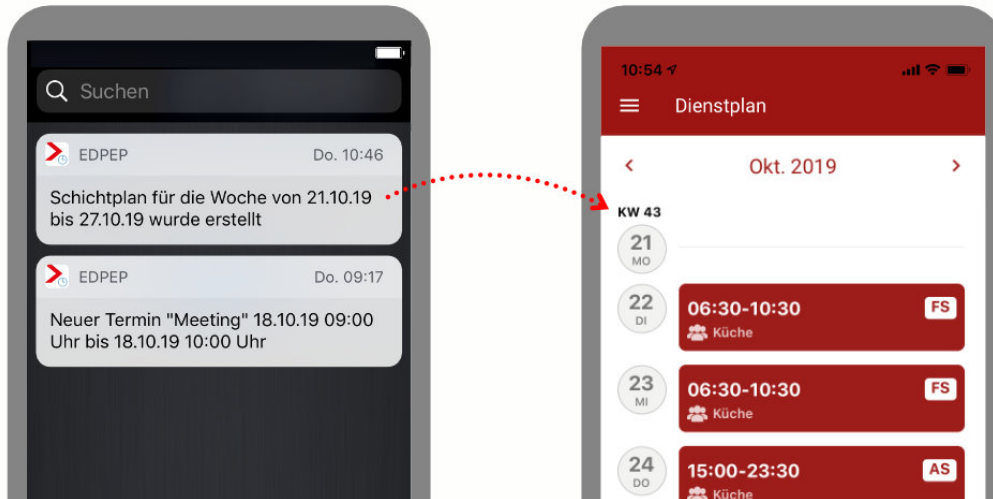 Suchen
EDPEP Do. 10:46
Schichtplan für die Woche von 21.10.19
bis 27.10.19 wurde erstellt
EDPEP Do. 09:17
Neuer Termin "Meeting" 18.10.19 09:00
Uhr bis 18.10.19 10:00 Uhr
10:54
Dienstplan
< Okt. 2019 >
KW 43
21
MO
22
DI
06:30-10:30 FS
Küche
23
MI
06:30-10:30 FS
Küche
24
DO
15:00-23:30 AS
Küche